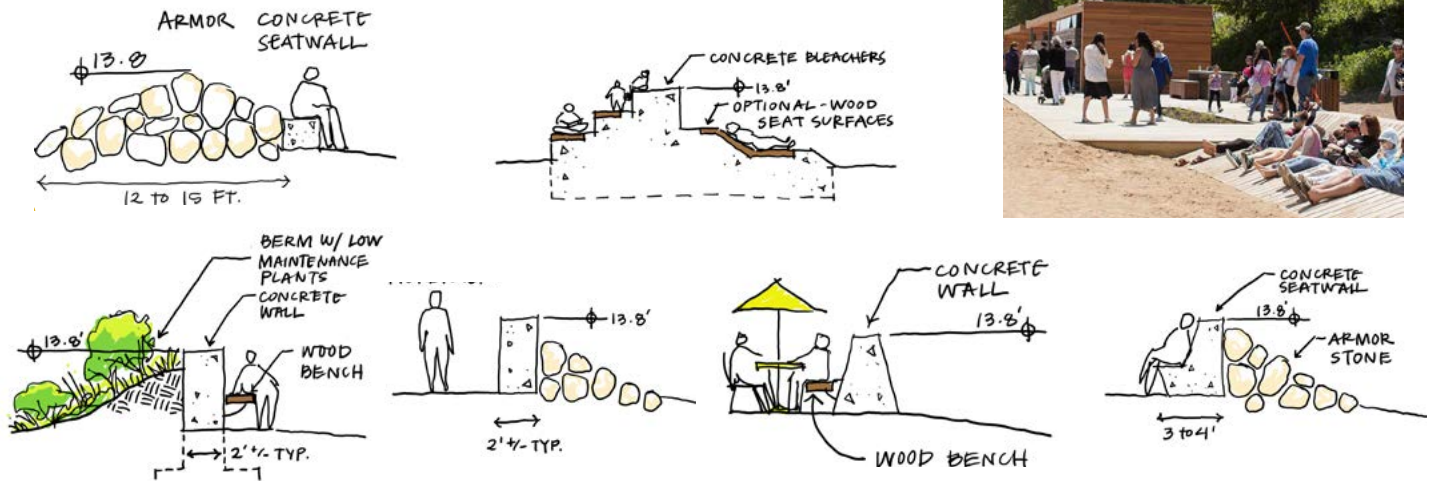 ARMOR CONCRETE
SEATWALL
13.8
12 to 15 FT.
CONCRETE BLEACHERS
13.8'
OPTIONAL - WOOD
SEAT SURFACES
BERM W/ LOW
MAINTENANCE
PLANTS
CONCRETE
WALL
13.8'
WOOD
BENCH
2' +/- TYP.
13.8'
2' +/- TYP.
CONCRETE
WALL
13.8'
WOOD BENCH
CONCRETE
SEATWALL
13.8'
ARMOR
STONE
3 to 4'